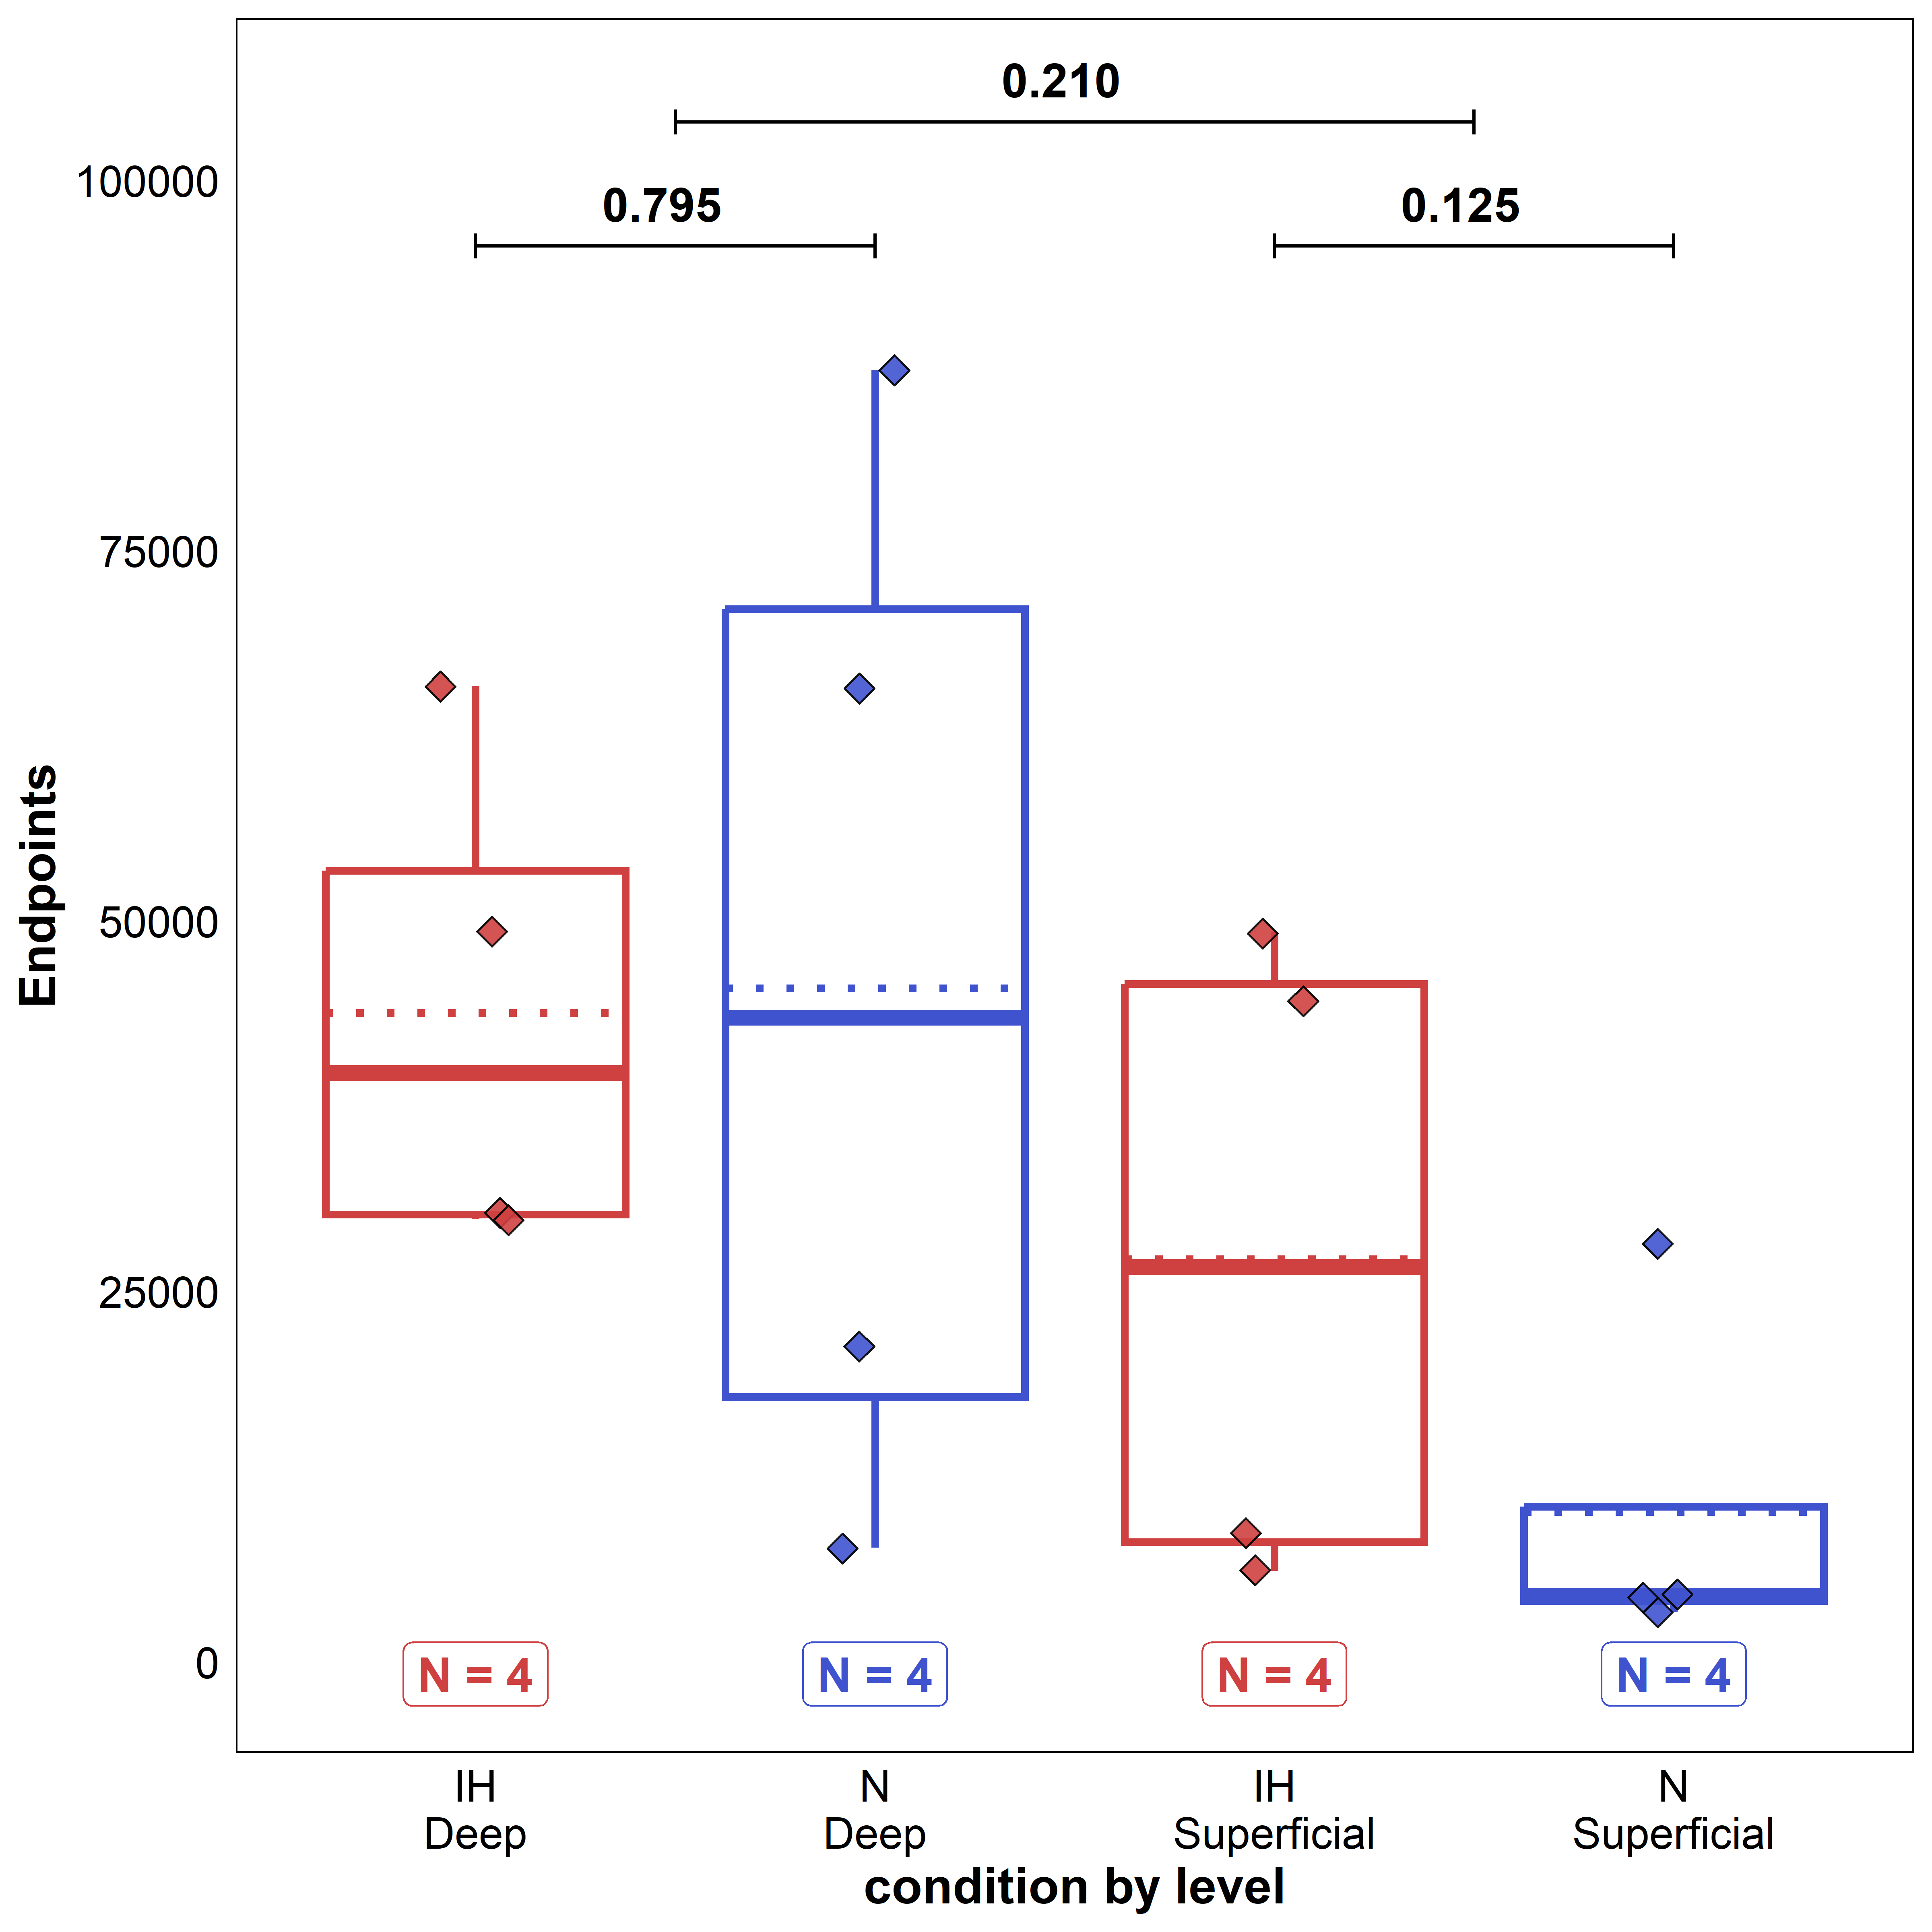 0.210
100000
0.795
0.125
75000
Endpoints
50000
25000
0
N = 4
N = 4
N = 4
N = 4
IH
Deep
N
Deep
IH
Superficial
N
Superficial
condition by level